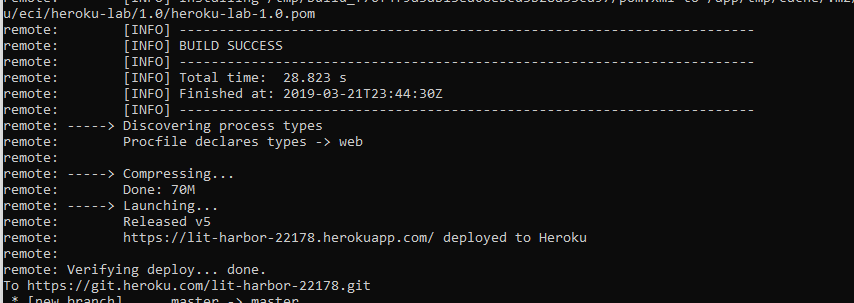 u/eci/heroku-lab/1.0/heroku-lab-1.0.pom
remote:        [INFO] ------------------------------------------------------------------------
remote:        [INFO] BUILD SUCCESS
remote:        [INFO] ------------------------------------------------------------------------
remote:        [INFO] Total time:  28.823 s
remote:        [INFO] Finished at: 2019-03-21T23:44:30Z
remote:        [INFO] ------------------------------------------------------------------------
remote: -----> Discovering process types
remote:        Procfile declares types -> web
remote:
remote: -----> Compressing...
remote:        Done: 70M
remote: -----> Launching...
remote:        Released v5
remote:        https://lit-harbor-22178.herokuapp.com/ deployed to Heroku
remote:
remote: Verifying deploy... done.
To https://git.heroku.com/lit-harbor-22178.git
 * [new branch]      master -> master